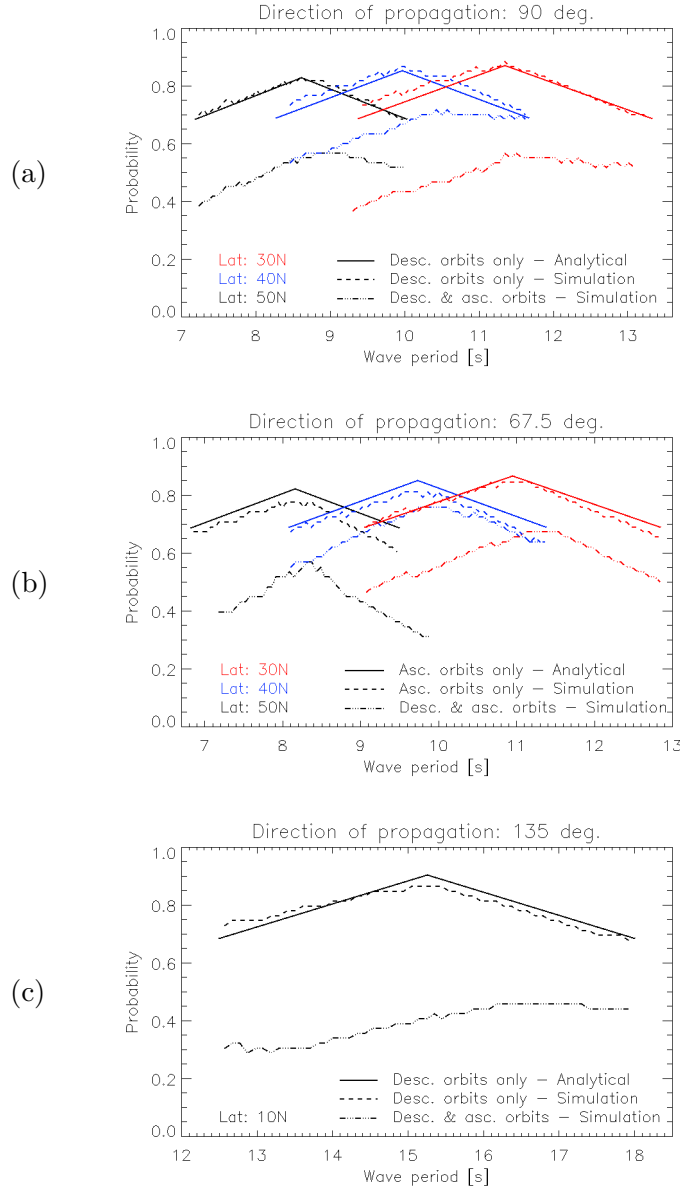 Direction of propagation: 90 deg.
1.0
0.8
0.6
0.4
0.2
0.0
Probability
(a)
Lat: 30N
Lat: 40N
Lat: 50N
Desc. orbits only – Analytical
Desc. orbits only – Simulation
Desc. & asc. orbits – Simulation
7 8 9 10 11 12 13
Wave period [s]
Direction of propagation: 67.5 deg.
1.0
0.8
0.6
0.4
0.2
0.0
Probability
(b)
Lat: 30N
Lat: 40N
Lat: 50N
Asc. orbits only – Analytical
Asc. orbits only – Simulation
Desc. & asc. orbits – Simulation
7 8 9 10 11 12 13
Wave period [s]
Direction of propagation: 135 deg.
1.0
0.8
0.6
0.4
0.2
0.0
Probability
(c)
Lat: 10N
Desc. orbits only – Analytical
Desc. orbits only – Simulation
Desc. & asc. orbits – Simulation
12 13 14 15 16 17 18
Wave period [s]